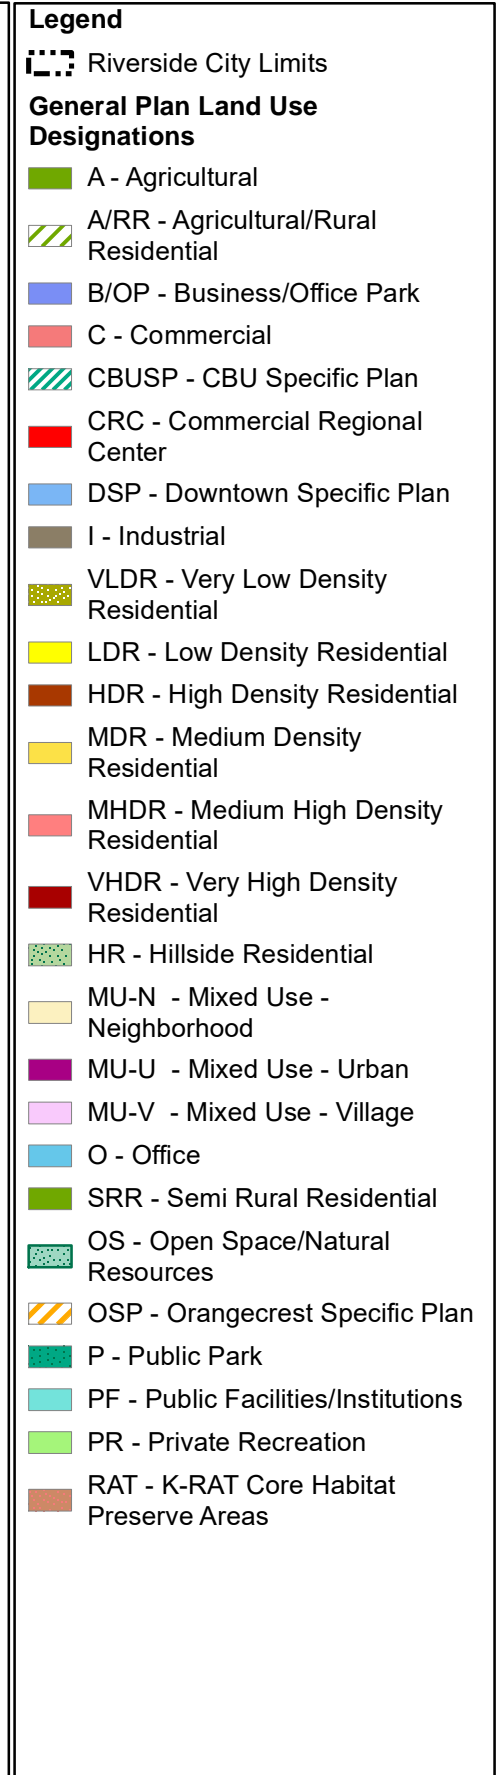 Legend
Riverside City Limits
General Plan Land Use
Designations
A - Agricultural
A/RR - Agricultural/Rural
Residential
B/OP - Business/Office Park
C - Commercial
CBUSP - CBU Specific Plan
CRC - Commercial Regional
Center
DSP - Downtown Specific Plan
I - Industrial
VLDR - Very Low Density
Residential
LDR - Low Density Residential
HDR - High Density Residential
MDR - Medium Density
Residential
MHDR - Medium High Density
Residential
VHDR - Very High Density
Residential
HR - Hillside Residential
MU-N  - Mixed Use -
Neighborhood
MU-U  - Mixed Use - Urban
MU-V  - Mixed Use - Village
O - Office
SRR - Semi Rural Residential
OS - Open Space/Natural
Resources
OSP - Orangecrest Specific Plan
P - Public Park
PF - Public Facilities/Institutions
PR - Private Recreation
RAT - K-RAT Core Habitat
Preserve Areas